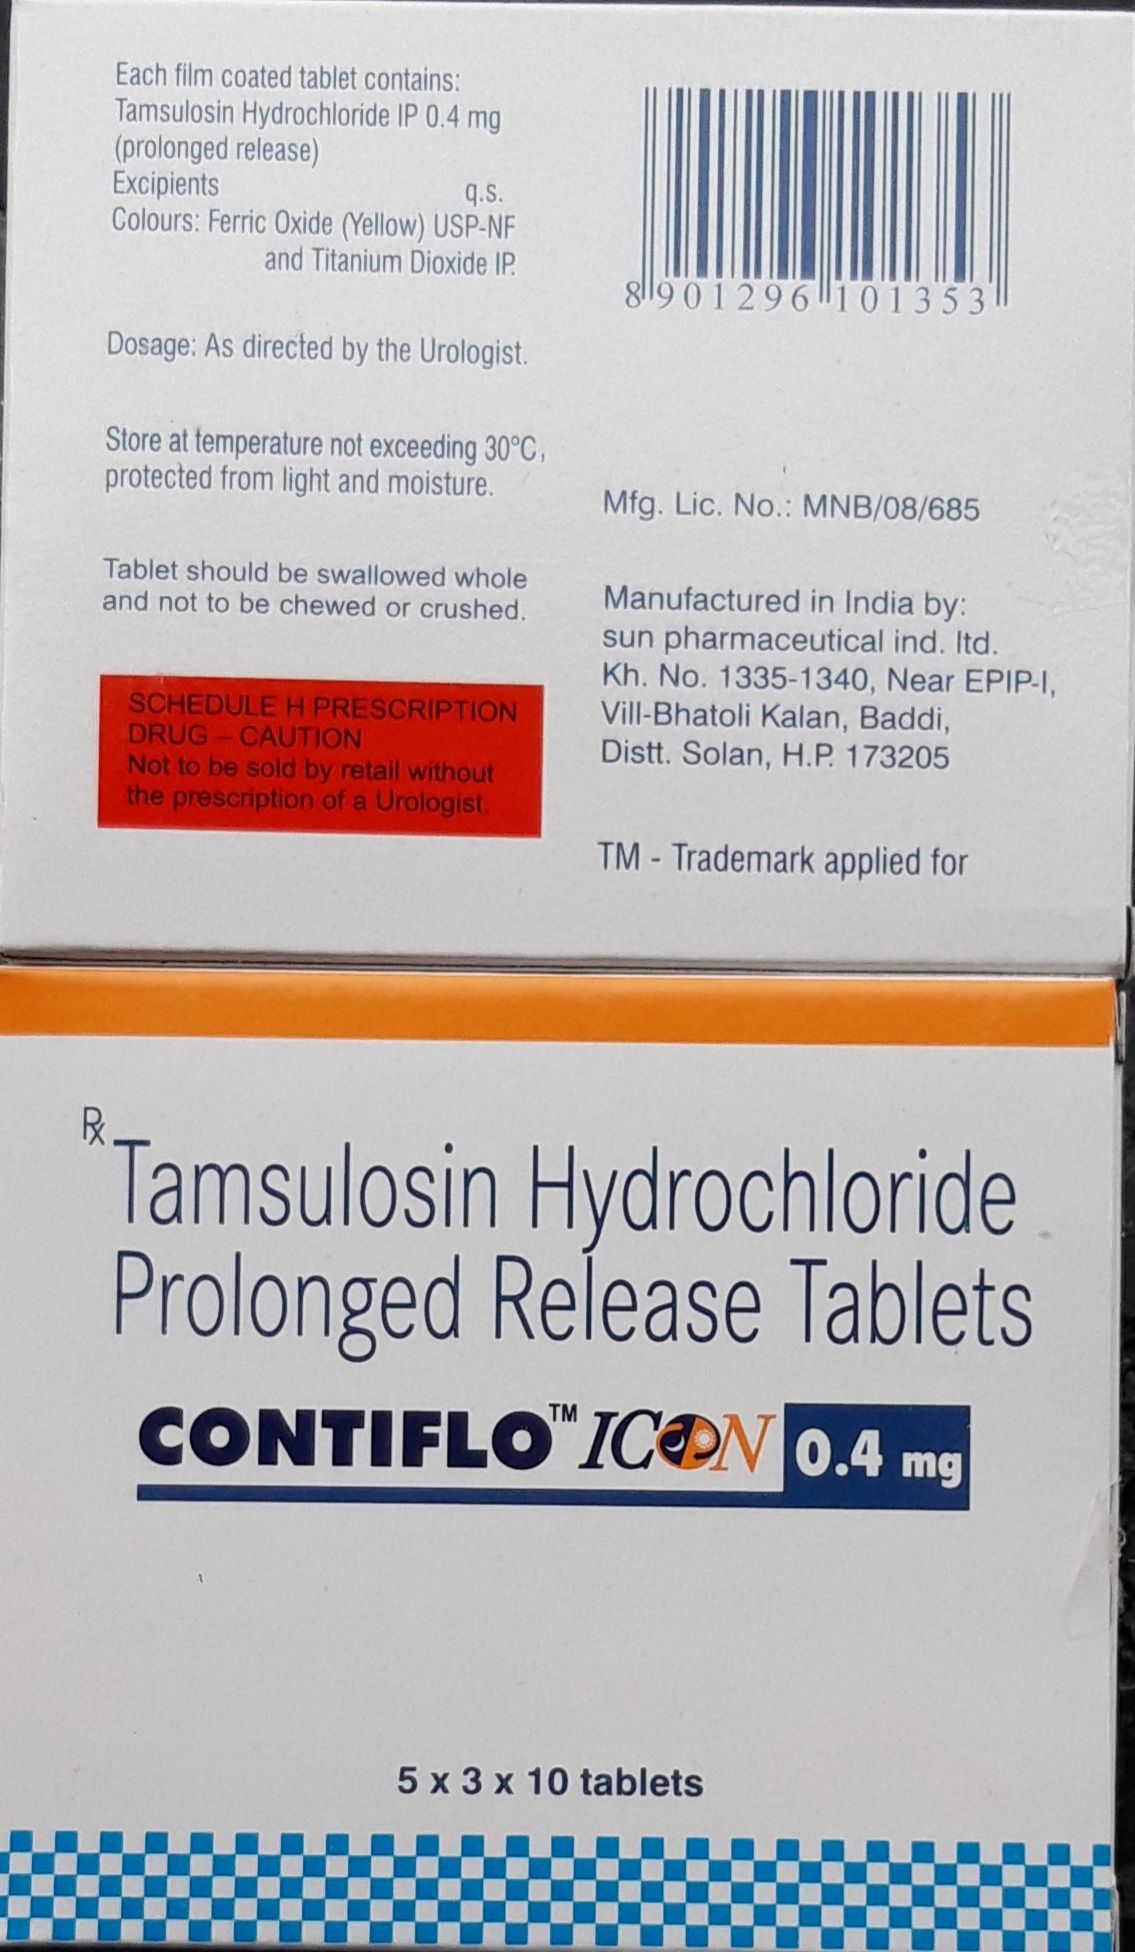 Each film coated tablet contains:
Tamsulosin Hydrochloride IP 0.4 mg
(prolonged release)
Excipients q.s.
Colours: Ferric Oxide (Yellow) USP-NF
and Titanium Dioxide IP.
Dosage: As directed by the Urologist.
Store at temperature not exceeding 30°C,
protected from light and moisture.
Tablet should be swallowed whole
and not to be chewed or crushed.
SCHEDULE H PRESCRIPTION
DRUG – CAUTION
Not to be sold by retail without
the prescription of a Urologist.
8 901296 101353
Mfg. Lic. No.: MNB/08/685
Manufactured in India by:
sun pharmaceutical ind. ltd.
Kh. No. 1335-1340, Near EPIP-I,
Vill-Bhatoli Kalan, Baddi,
Distt. Solan, H.P. 173205
TM - Trademark applied for
Rx
Tamsulosin Hydrochloride
Prolonged Release Tablets
CONTIFLO™ ICON 0.4 mg
5 x 3 x 10 tablets